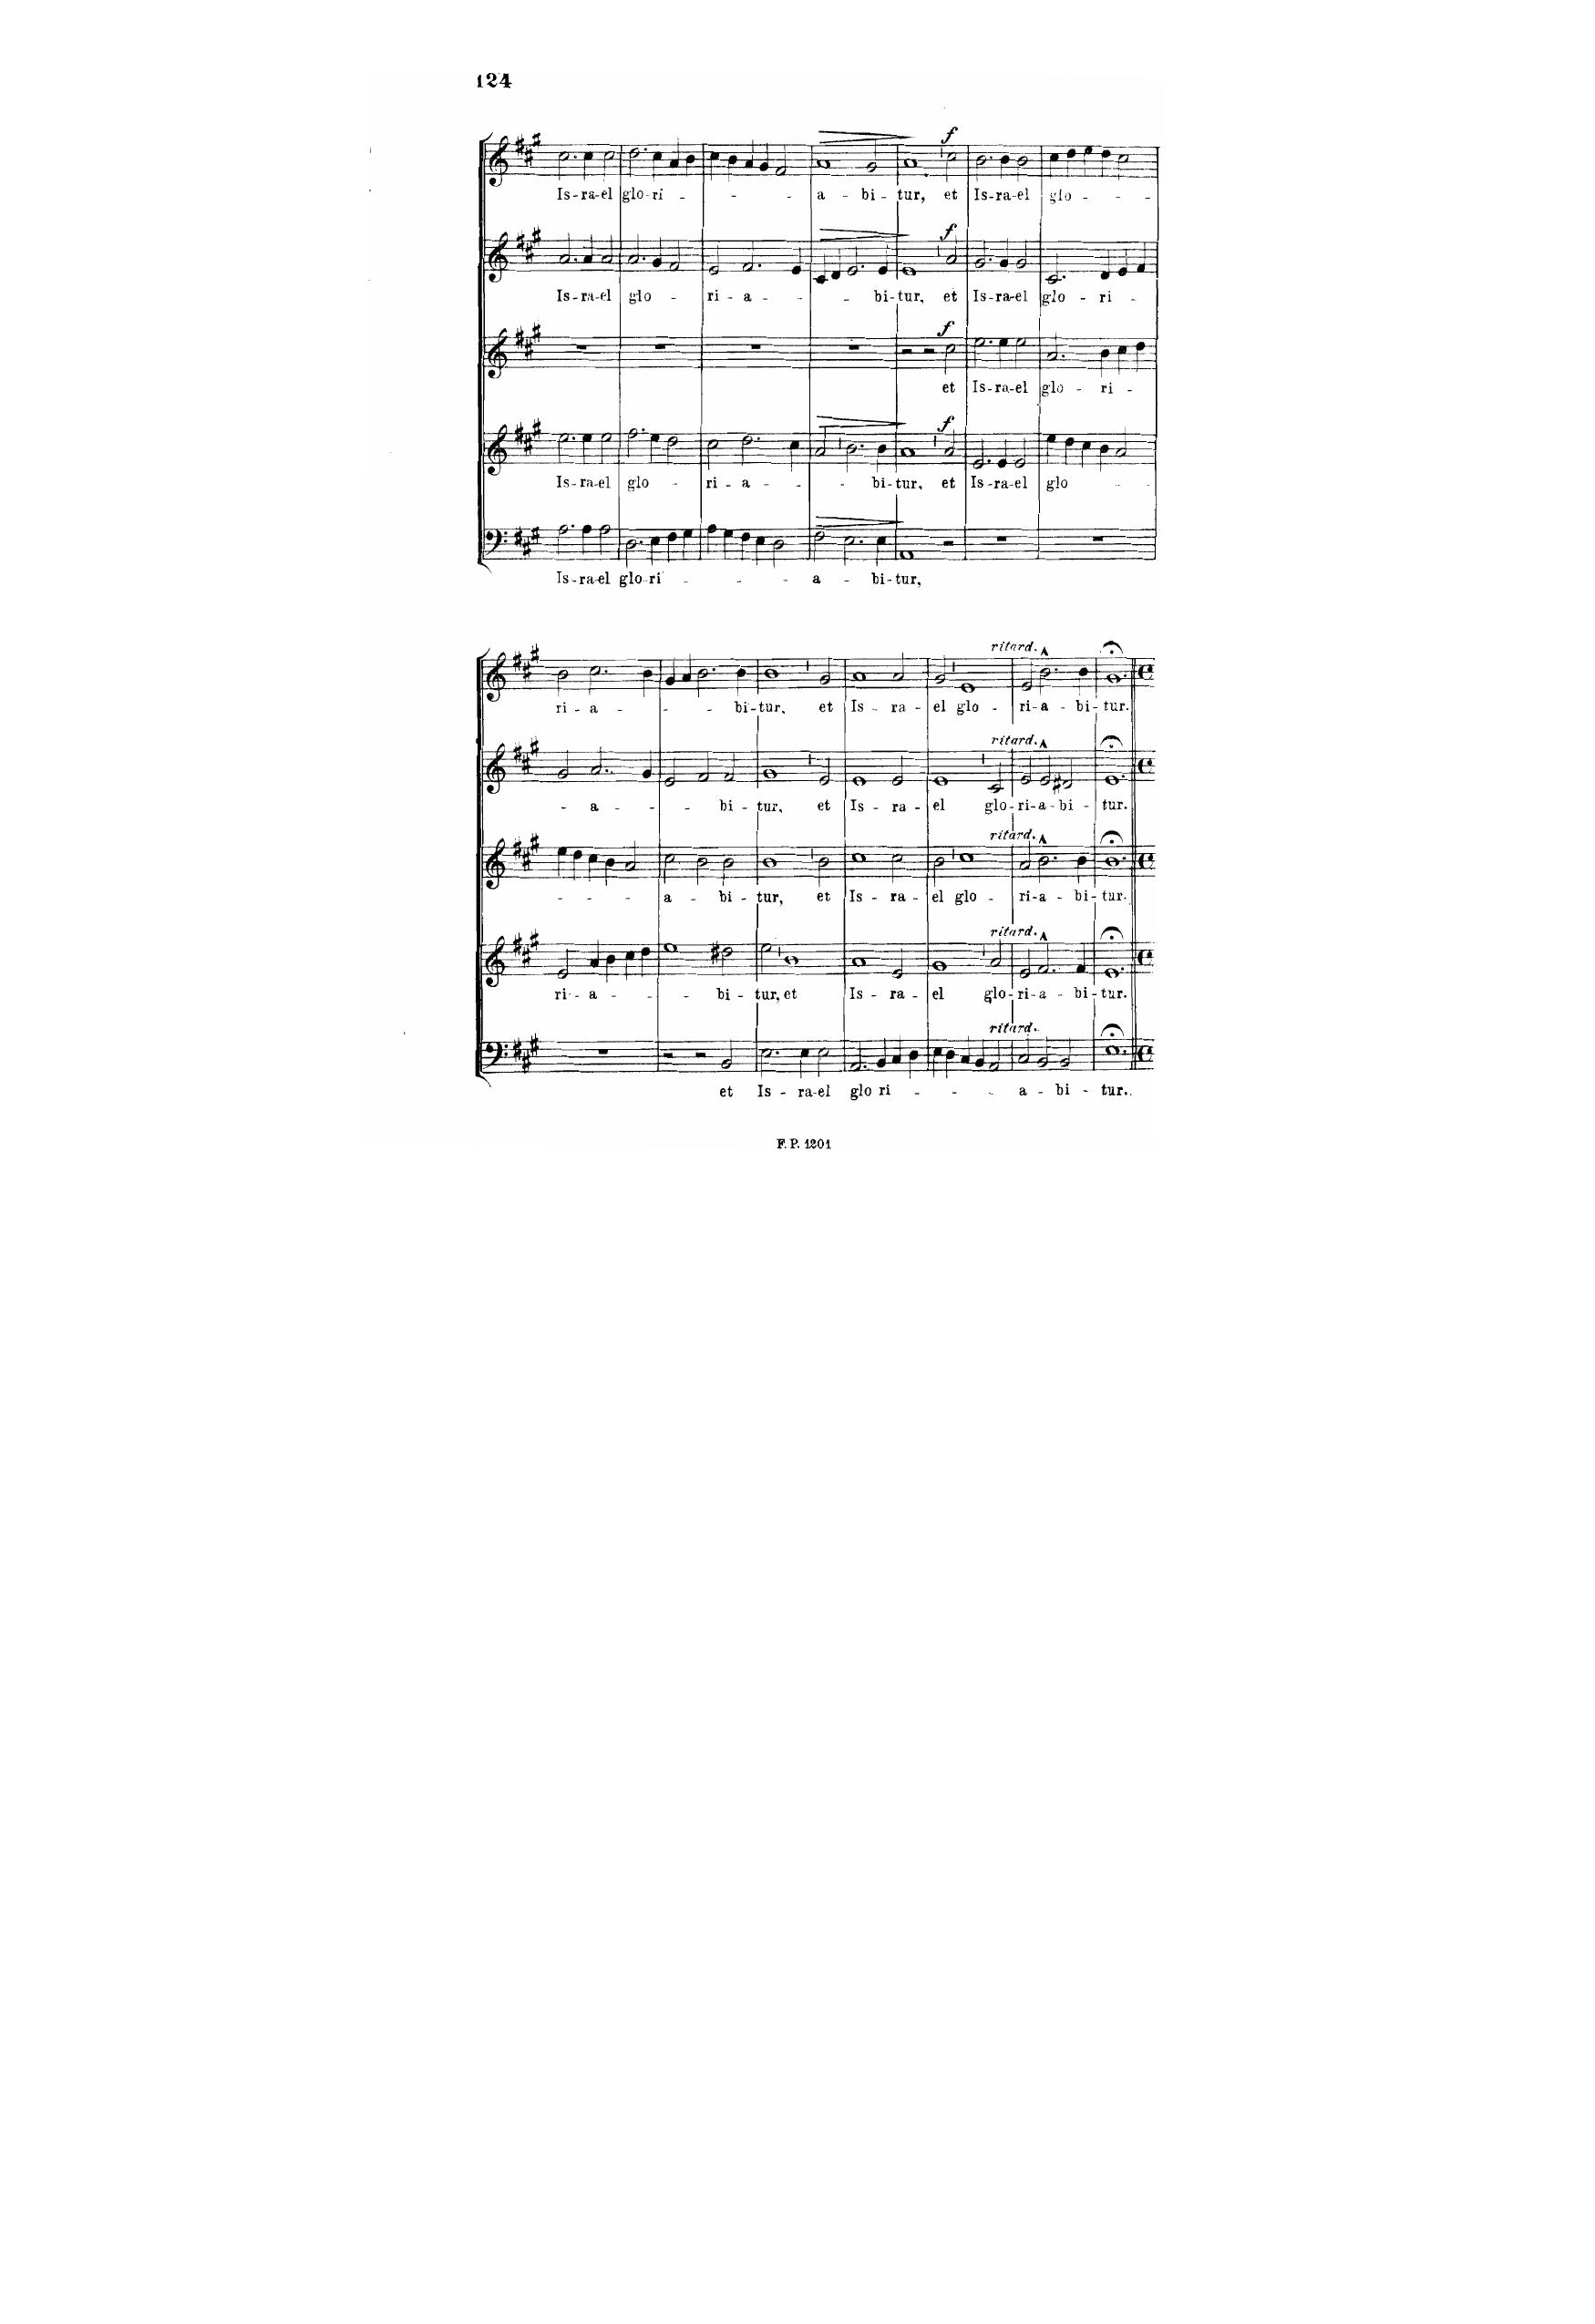 124
f
Is-ra-el glo-ri - - - a - bi-tur, et Is-ra-el glo - - -
f
Is-ra-el glo - ri-a - - - bi-tur, et Is-ra-el glo - ri -
f
et Is-ra-el glo - ri -
f
Is-ra-el glo - ri-a - - - bi-tur, et Is-ra-el glo - -
Is-ra-el glo-ri - - - a - bi-tur,
ritard.
ri-a - - - bi-tur, et Is - ra - el glo - ri-a - bi-tur.
ritard.
- a - - - bi - tur, et Is - ra - el glo-ri-a-bi - tur.
ritard.
- - - a - bi - tur, et Is - ra - el glo - ri-a - bi-tur.
ritard.
ri - a - - - bi - tur, et Is - ra - el glo-ri-a - bi-tur.
ritard.
et Is - ra-el glo ri - - - a - bi - tur.
F. P. 1201